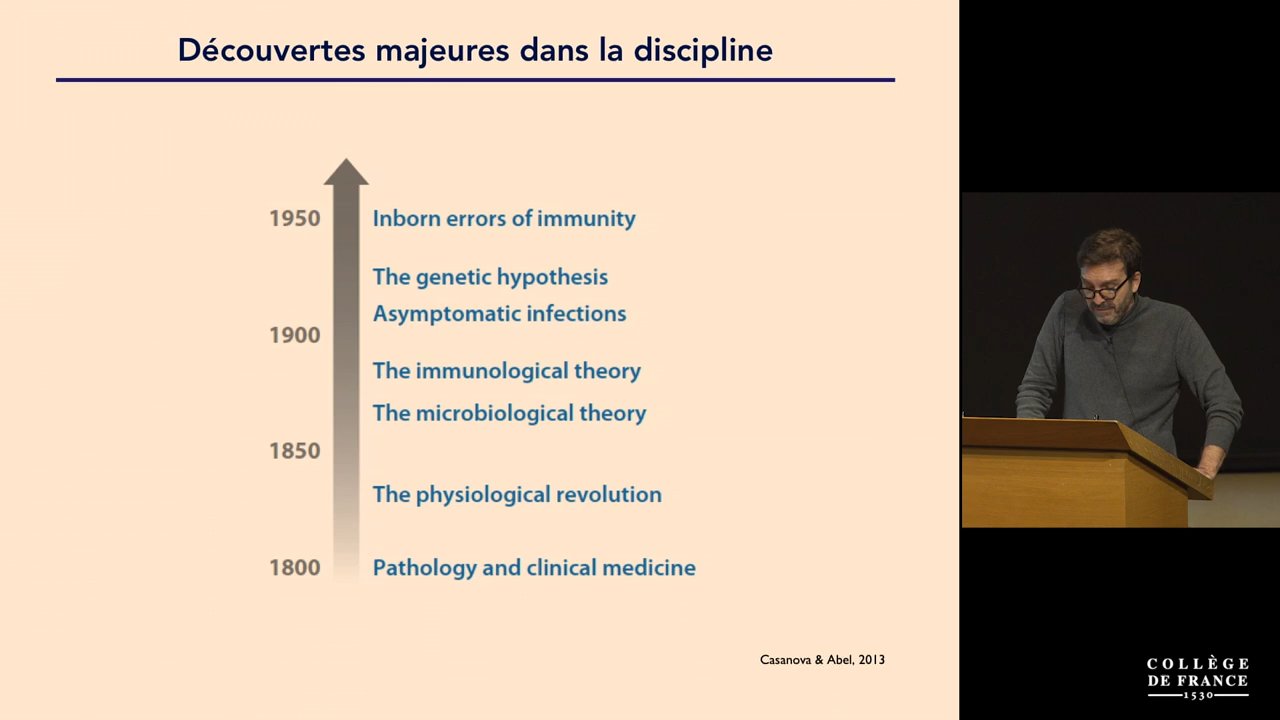 Découvertes majeures dans la discipline
1950 Inborn errors of immunity
The genetic hypothesis
Asymptomatic infections
1900
The immunological theory
The microbiological theory
1850
The physiological revolution
1800 Pathology and clinical medicine
Casanova & Abel, 2013
COLLÈGE
DE FRANCE
1530